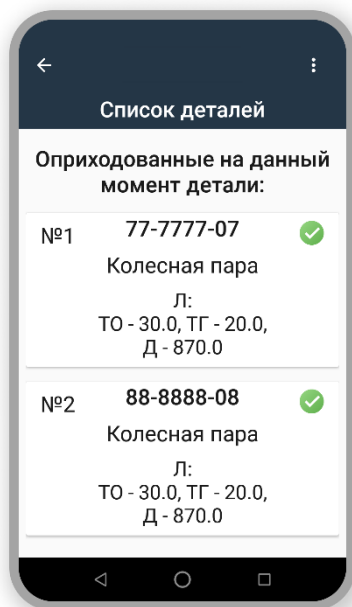 Список деталей
Оприходованные на данный
момент детали:
№1
77-7777-07
Колесная пара
Л:
ТО - 30.0, ТГ - 20.0,
Д - 870.0
№2
88-8888-08
Колесная пара
Л:
ТО - 30.0, ТГ - 20.0,
Д - 870.0